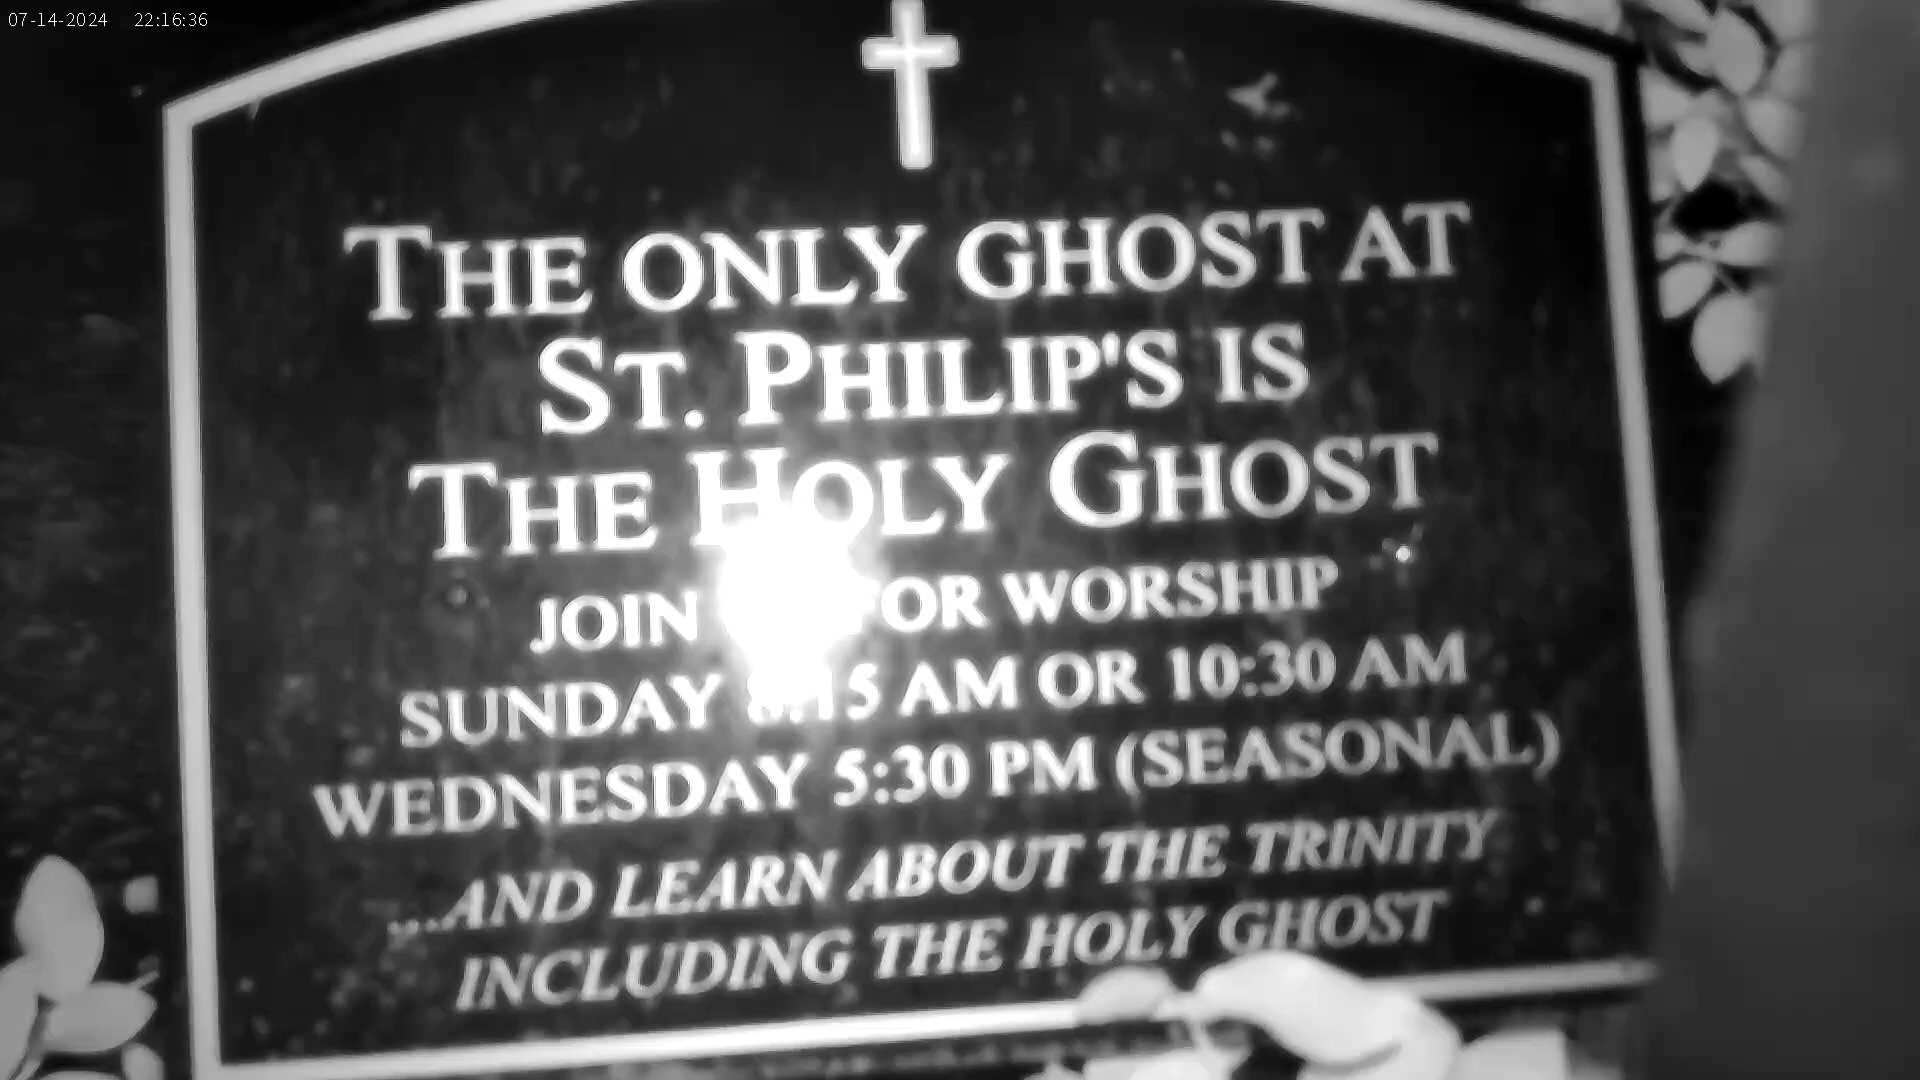 07-14-2024 22:16:36
THE ONLY GHOST AT
ST. PHILIP'S IS
THE HOLY GHOST
JOIN FOR WORSHIP
SUNDAY 8:15 AM OR 10:30 AM
WEDNESDAY 5:30 PM (SEASONAL)
...AND LEARN ABOUT THE TRINITY
INCLUDING THE HOLY GHOST